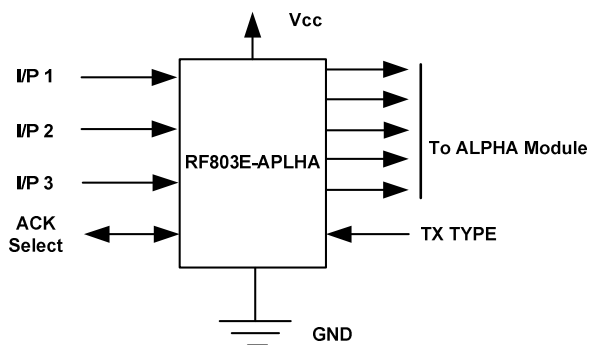 Vcc
I/P 1
I/P 2
I/P 3
ACK
Select
RF803E-APLHA
To ALPHA Module
TX TYPE
GND